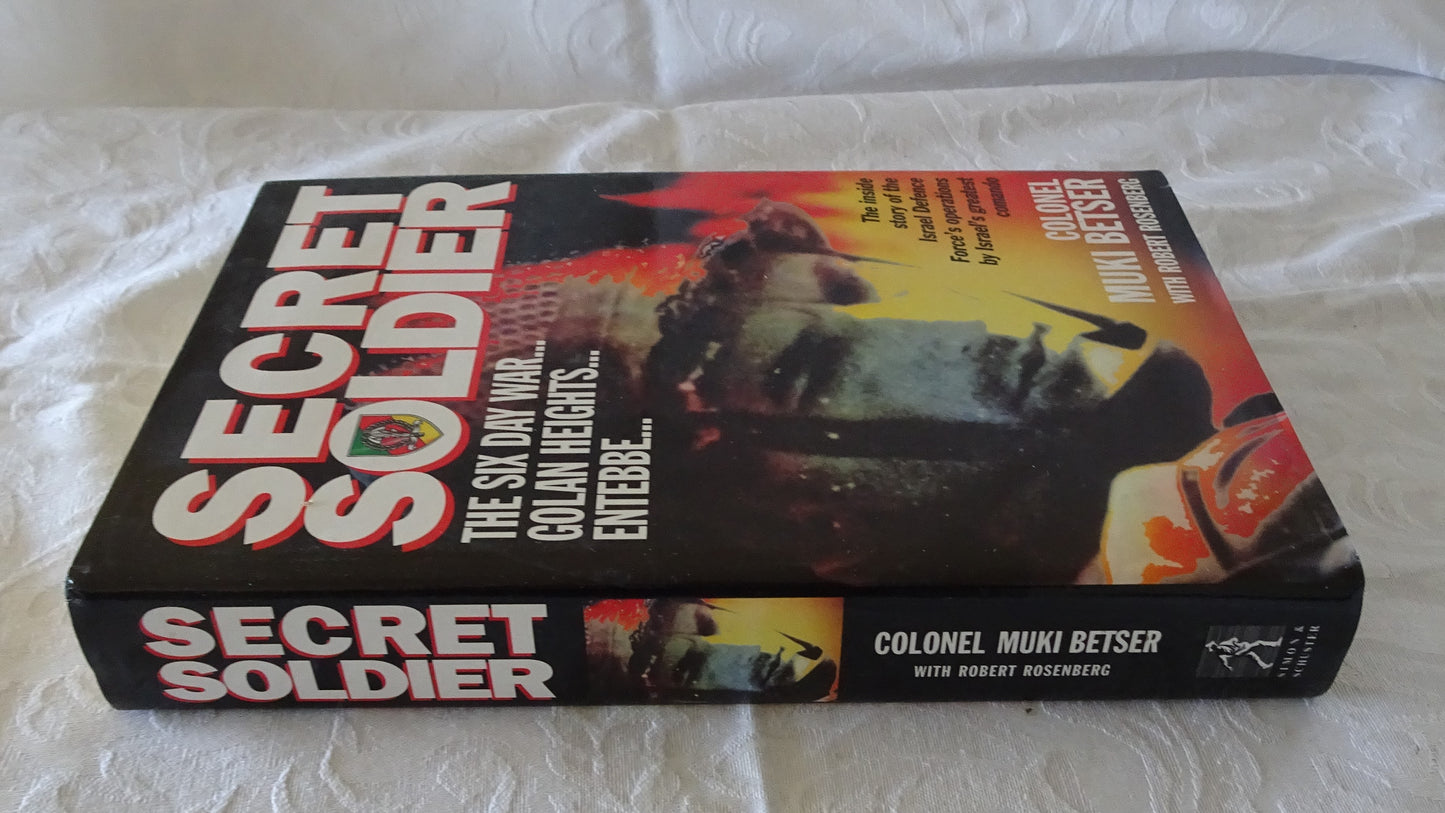 SECRET
SOLDIER
THE SIX DAY WAR...
GOLAN HEIGHTS...
ENTEBBE...
The inside
story of the
Israel Defence
Force's operations
by Israel's greatest
comando
COLONEL
MUKI BETSER
WITH ROBERT ROSENBERG
SECRET
SOLDIER
COLONEL MUKI BETSER
WITH ROBERT ROSENBERG
SIMON &
SCHUSTER